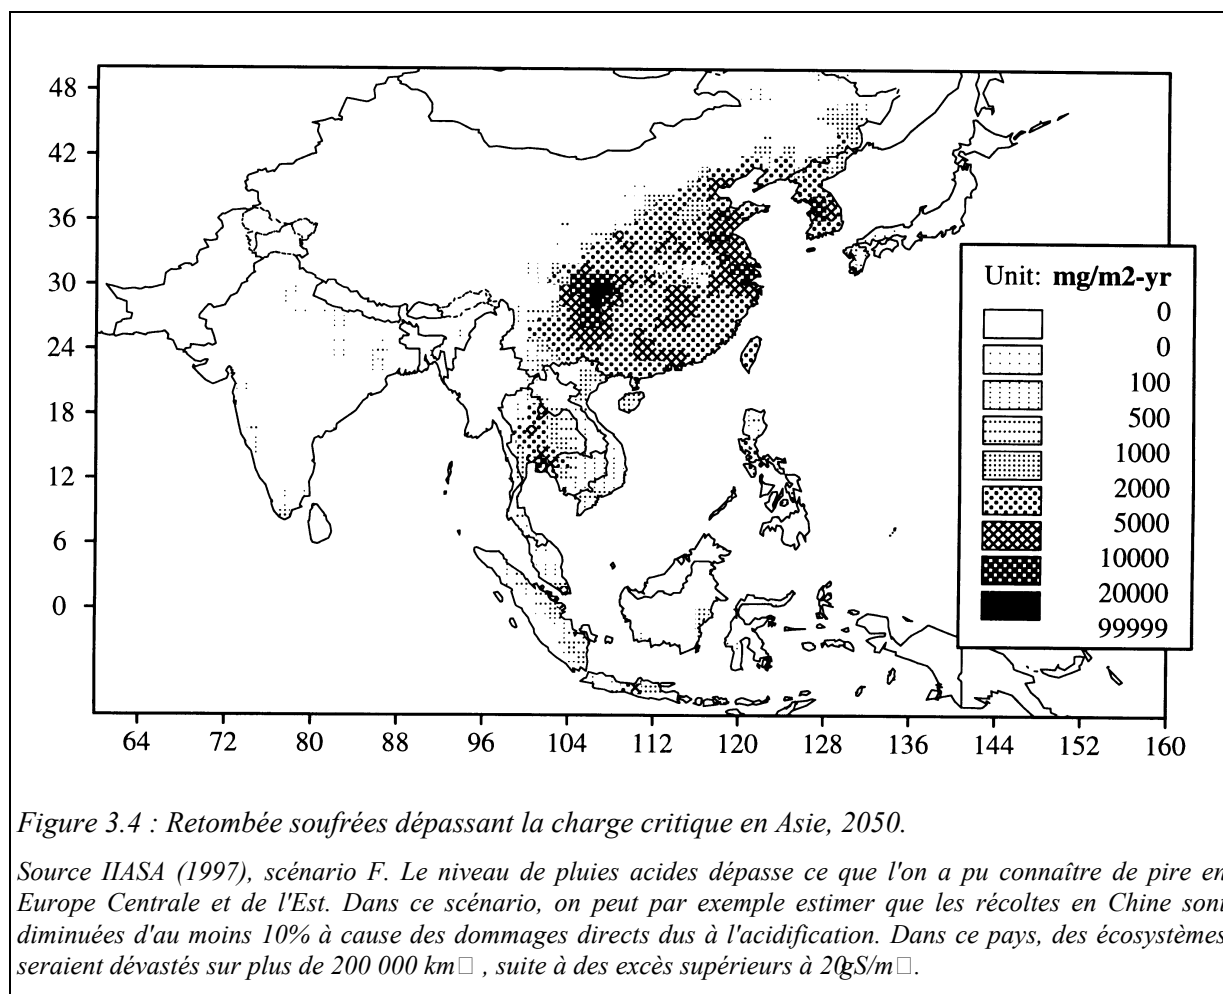 48
42
36
30
24
18
12
6
0
64 72 80 88 96 104 112 120 128 136 144 152 160
Unit: mg/m2-yr
0
0
100
500
1000
2000
5000
10000
20000
99999
Figure 3.4 : Retombée soufrées dépassant la charge critique en Asie, 2050.
Source IIASA (1997), scénario F. Le niveau de pluies acides dépasse ce que l'on a pu connaître de pire en
Europe Centrale et de l'Est. Dans ce scénario, on peut par exemple estimer que les récoltes en Chine sont
diminuées d'au moins 10% à cause des dommages directs dus à l'acidification. Dans ce pays, des écosystèmes
seraient dévastés sur plus de 200 000 km□ , suite à des excès supérieurs à 20gS/m□.